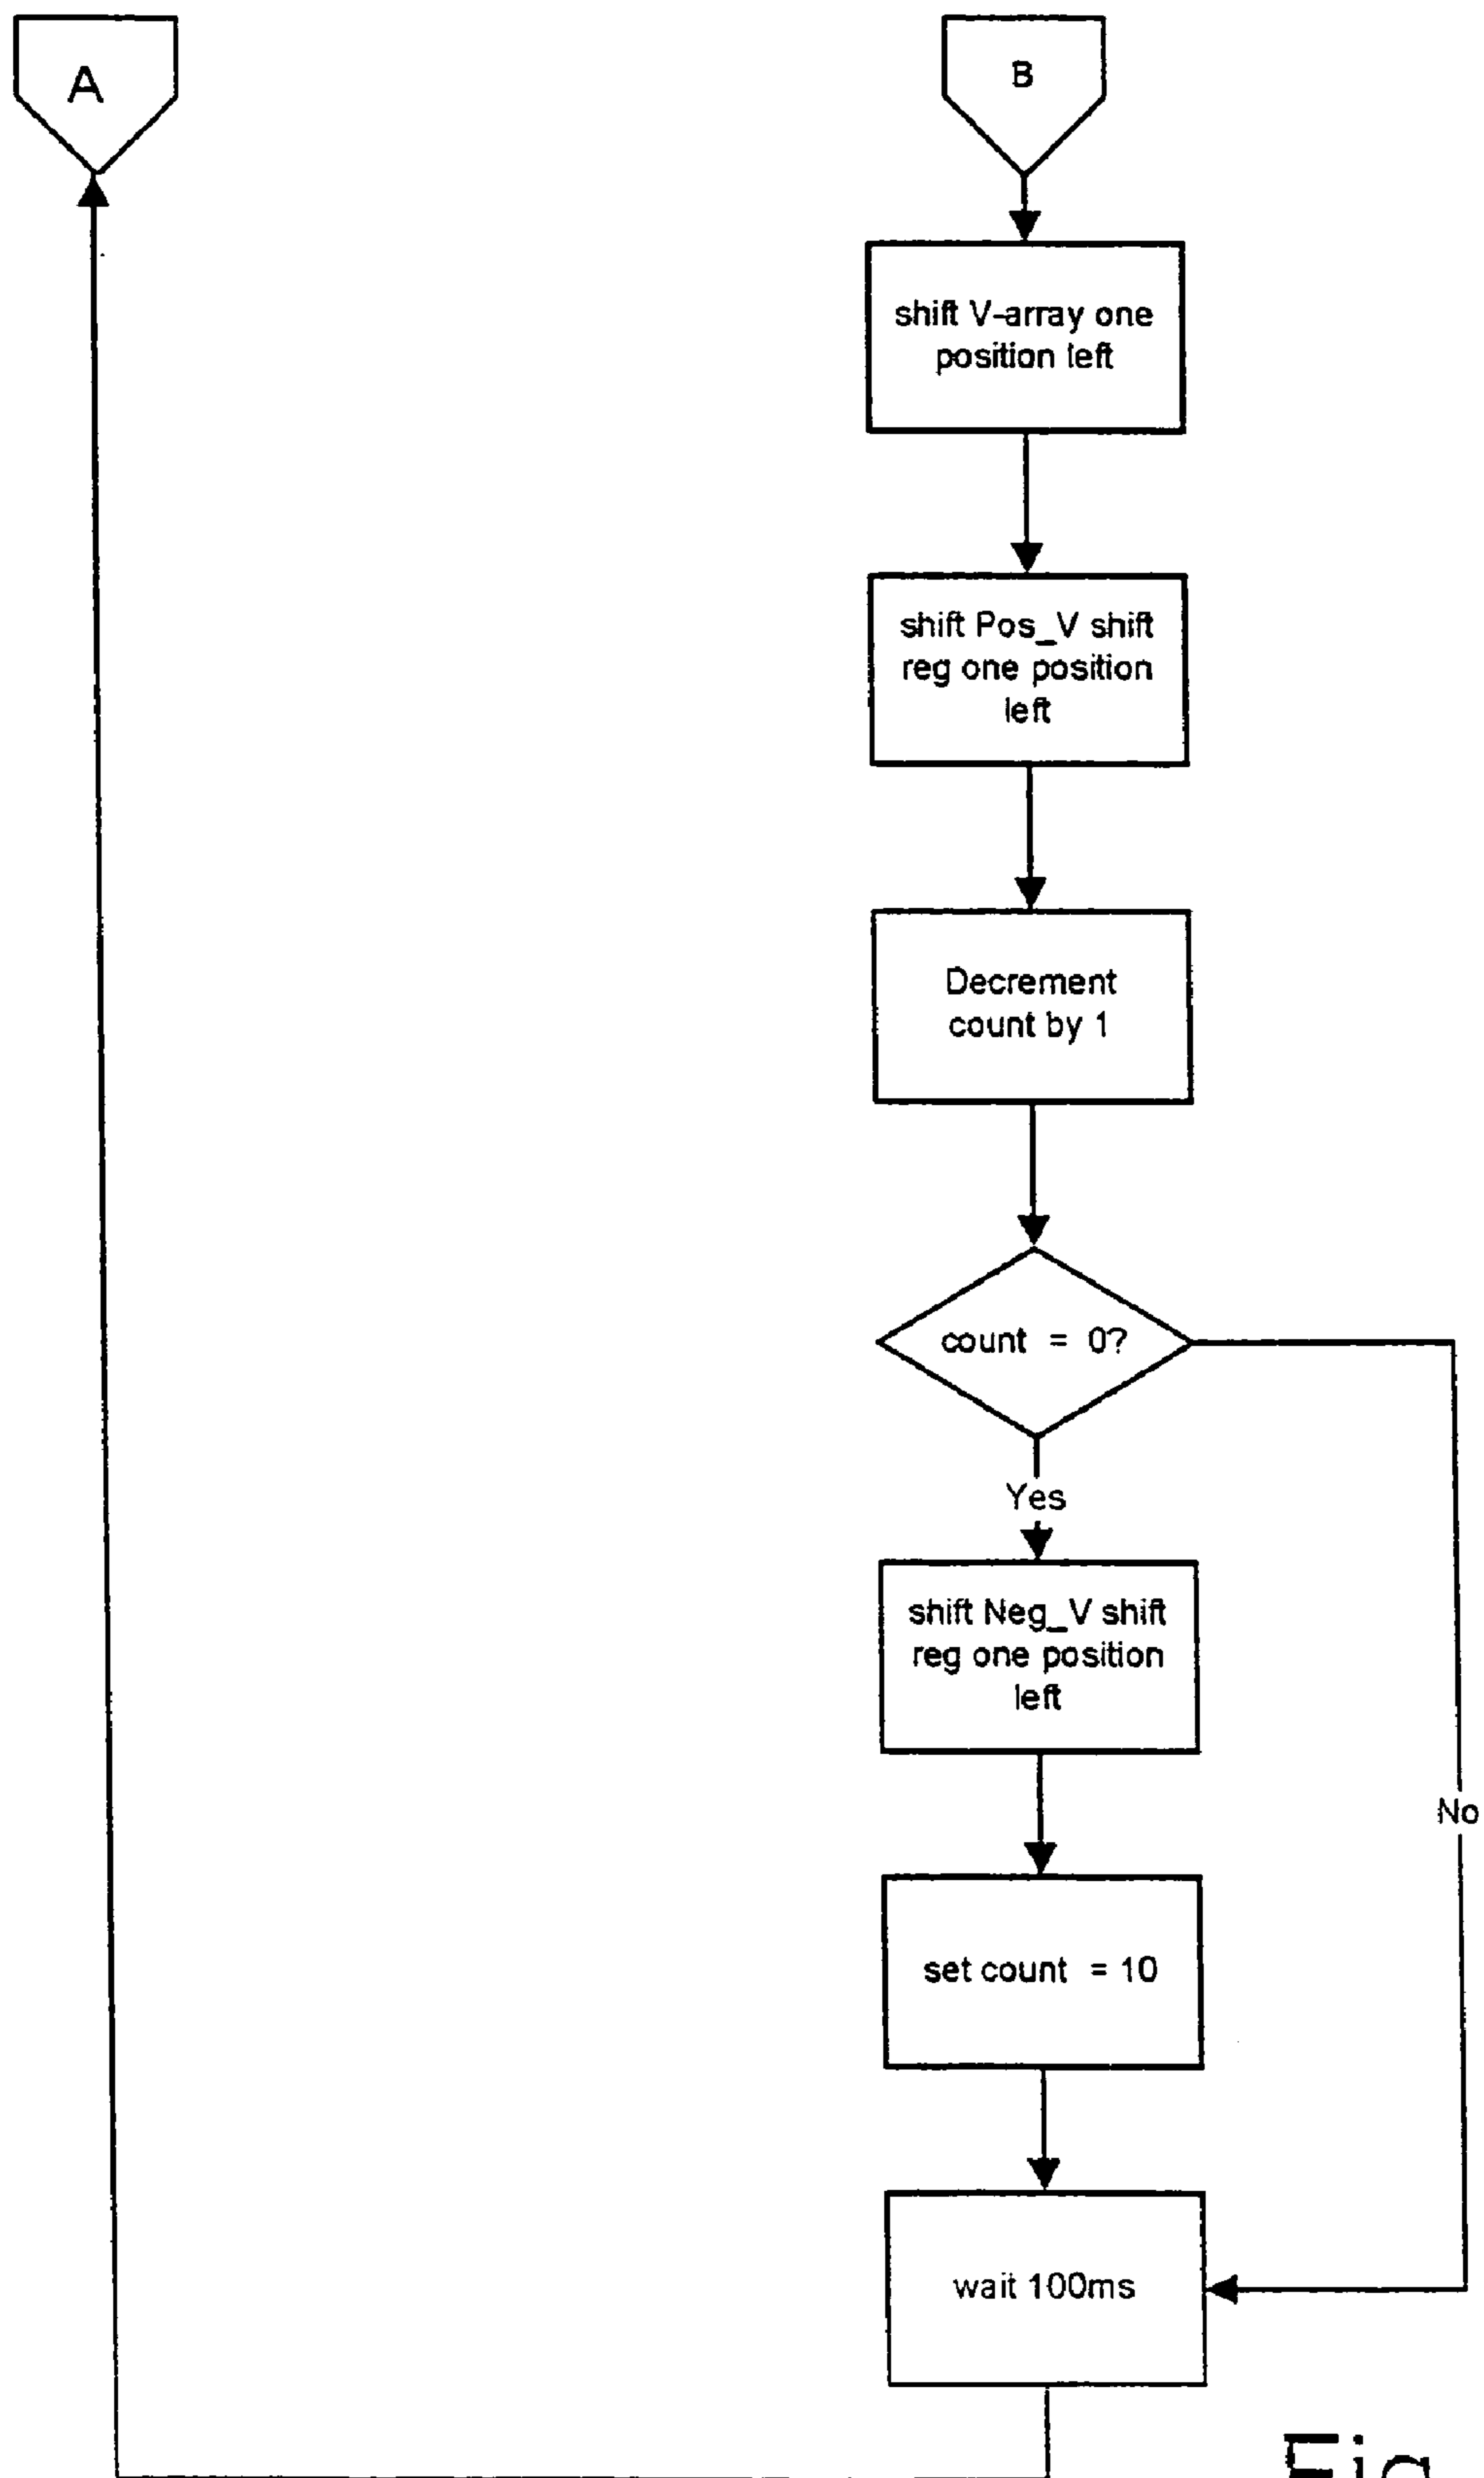 A
B
shift V-array one
position left
shift Pos_V shift
reg one position
left
Decrement
count by 1
count = 0?
Yes
shift Neg_V shift
reg one position
left
No
set count = 10
wait 100ms
Fig